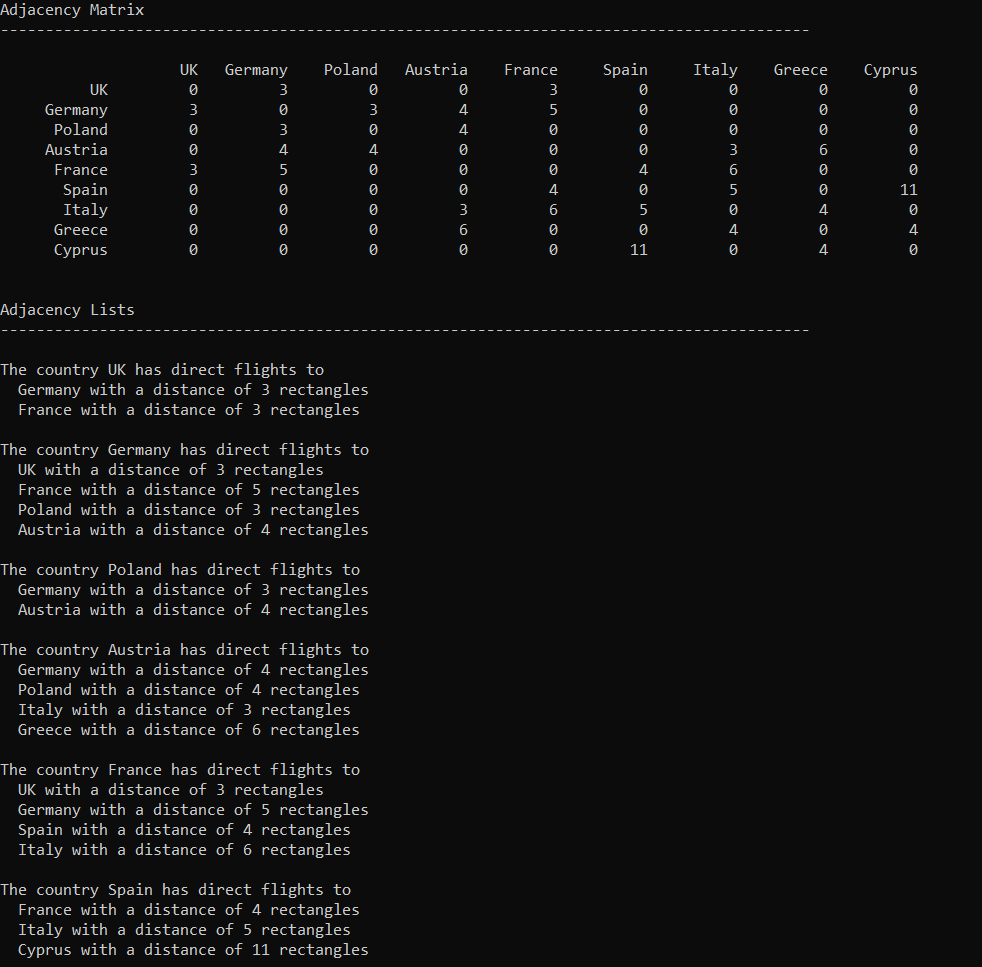 Adjacency Matrix
------------------------------------------------------------------------------------------
                    UK   Germany    Poland   Austria    France     Spain     Italy    Greece    Cyprus
          UK         0         3         0         0         3         0         0         0         0
     Germany         3         0         3         4         5         0         0         0         0
      Poland         0         3         0         4         0         0         0         0         0
     Austria         0         4         4         0         0         0         3         6         0
      France         3         5         0         0         0         4         6         0         0
       Spain         0         0         0         0         4         0         5         0        11
       Italy         0         0         0         3         6         5         0         4         0
      Greece         0         0         0         6         0         0         4         0         4
      Cyprus         0         0         0         0         0        11         0         4         0
Adjacency Lists
------------------------------------------------------------------------------------------
The country UK has direct flights to
  Germany with a distance of 3 rectangles
  France with a distance of 3 rectangles
The country Germany has direct flights to
  UK with a distance of 3 rectangles
  France with a distance of 5 rectangles
  Poland with a distance of 3 rectangles
  Austria with a distance of 4 rectangles
The country Poland has direct flights to
  Germany with a distance of 3 rectangles
  Austria with a distance of 4 rectangles
The country Austria has direct flights to
  Germany with a distance of 4 rectangles
  Poland with a distance of 4 rectangles
  Italy with a distance of 3 rectangles
  Greece with a distance of 6 rectangles
The country France has direct flights to
  UK with a distance of 3 rectangles
  Germany with a distance of 5 rectangles
  Spain with a distance of 4 rectangles
  Italy with a distance of 6 rectangles
The country Spain has direct flights to
  France with a distance of 4 rectangles
  Italy with a distance of 5 rectangles
  Cyprus with a distance of 11 rectangles